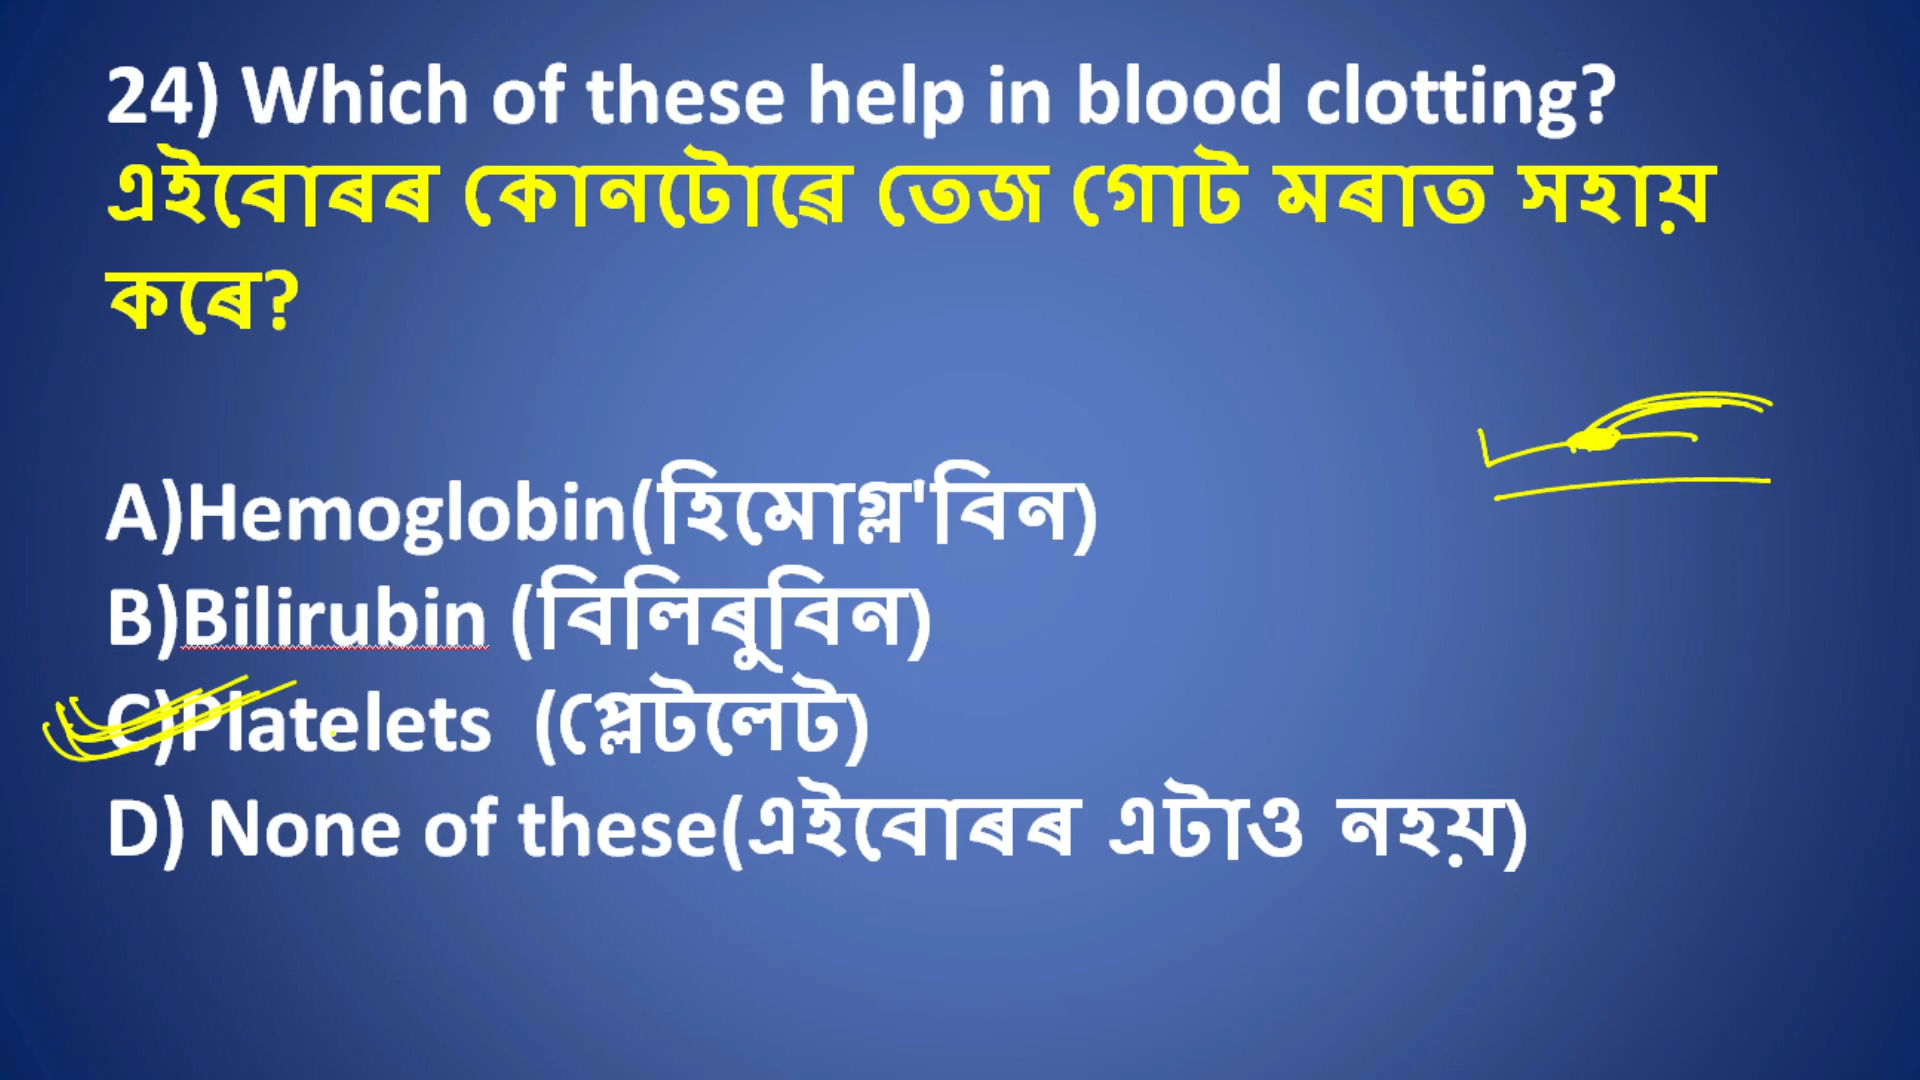 24) Which of these help in blood clotting?
এইবোৰৰ কোনটোৱে তেজ গোট মৰাত সহায়
কৰে?
A)Hemoglobin(হিমোগ্ল'বিন)
B)Bilirubin (বিলিৰুবিন)
C)Platelets (প্লেটলেট)
D) None of these(এইবোৰৰ এটাও নহয়)